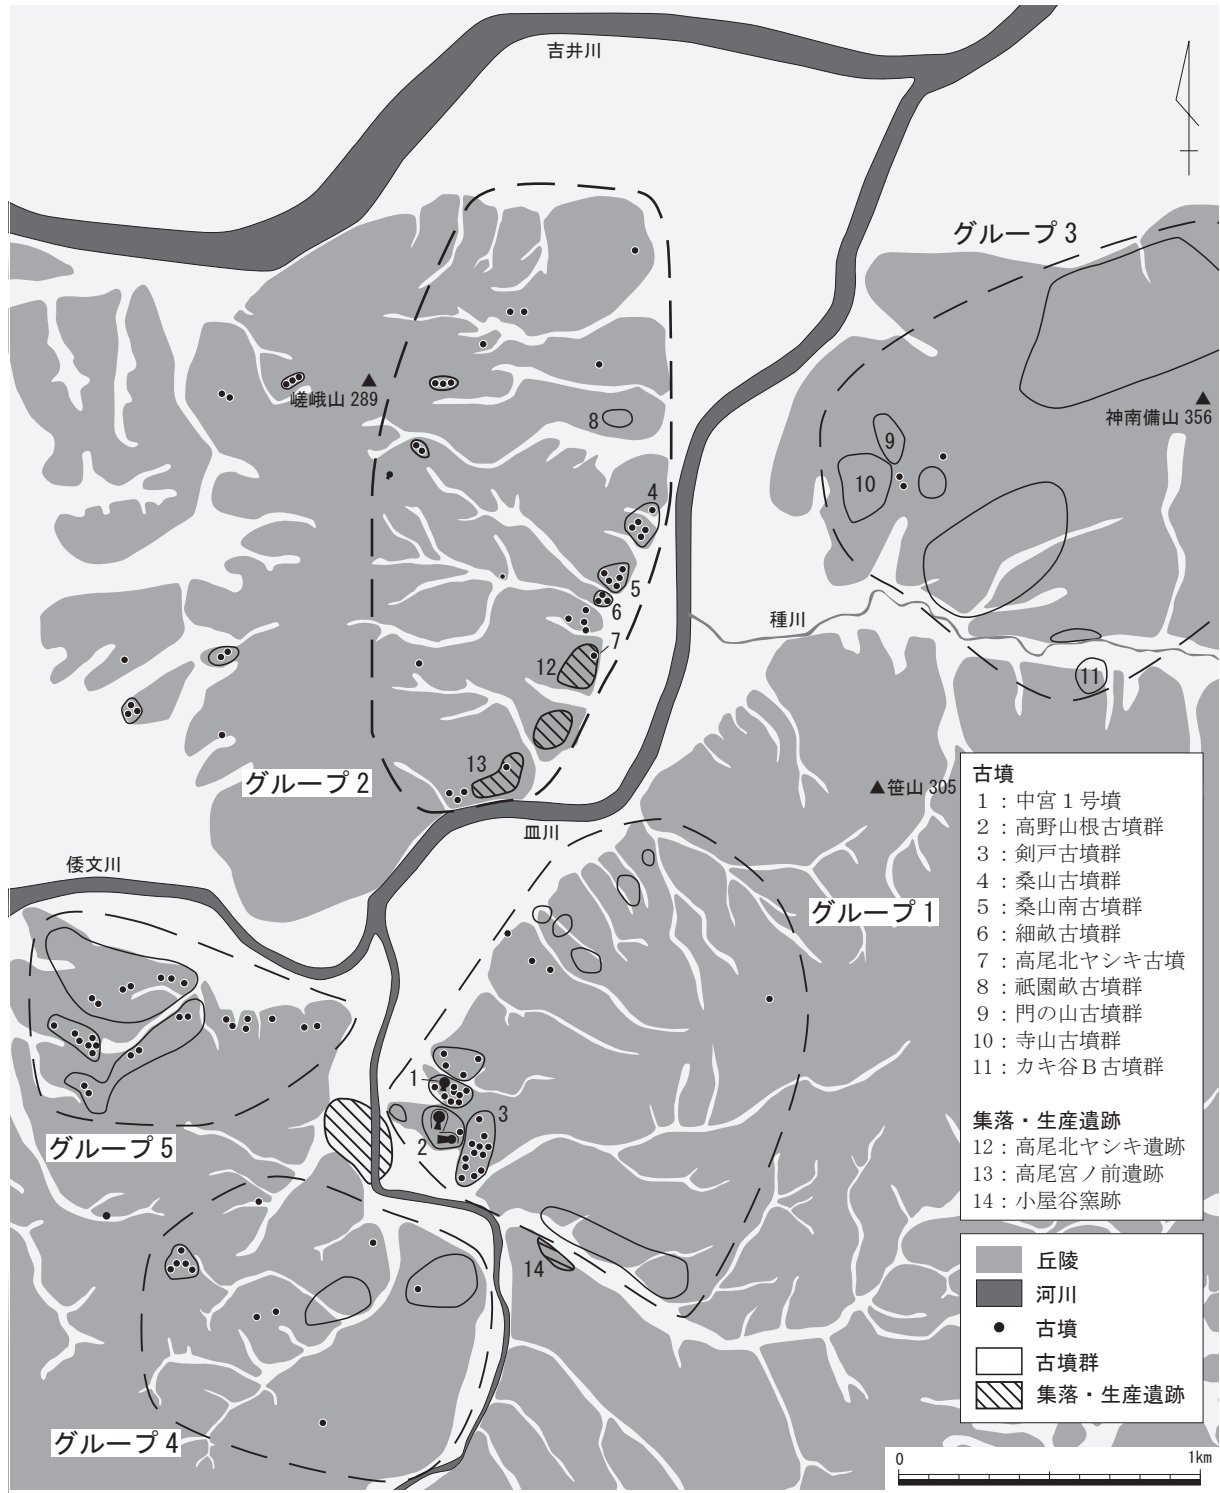 吉井川
グループ3
嵯峨山 289
神南備山 356
8
9
10
4
5
6
種川
7
12
11
13
グループ2
笹山 305
皿川
倭文川
グループ1
1
3
2
グループ5
14
グループ4
古墳
1：中宮1号墳
2：高野山根古墳群
3：剣戸古墳群
4：桑山古墳群
5：桑山南古墳群
6：細畝古墳群
7：高尾北ヤシキ古墳
8：祇園畝古墳群
9：門の山古墳群
10：寺山古墳群
11：カキ谷B古墳群
集落・生産遺跡
12：高尾北ヤシキ遺跡
13：高尾宮ノ前遺跡
14：小屋谷窯跡
丘陵
河川
古墳
古墳群
集落・生産遺跡
0 1km